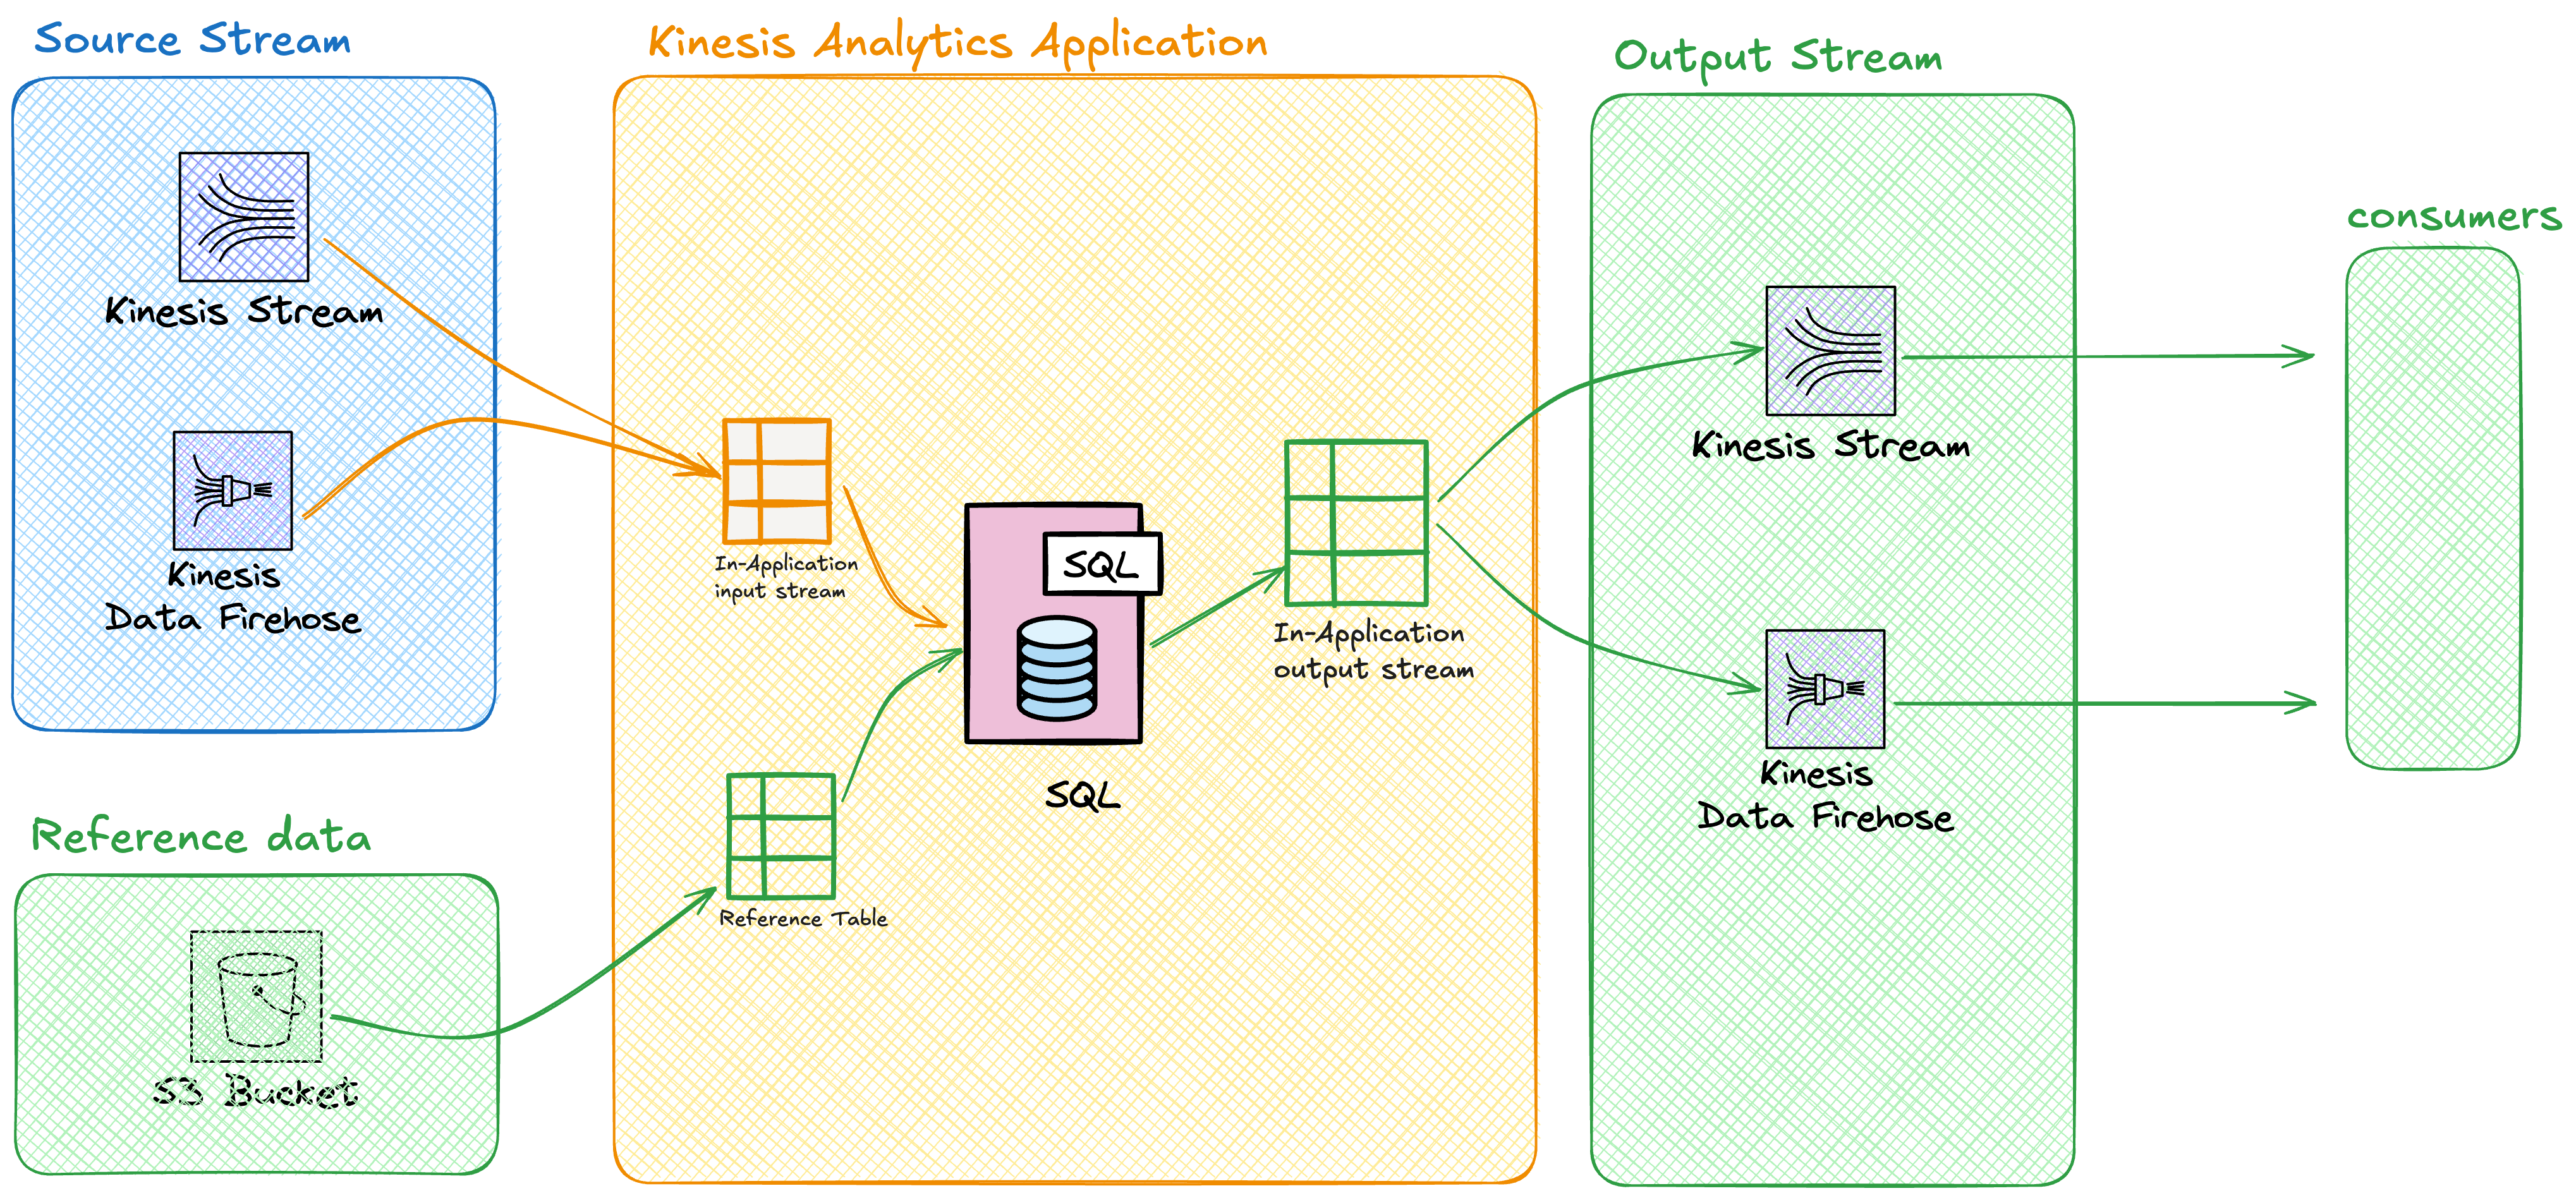 Source Stream
Kinesis Stream
Kinesis
Data Firehose
Reference data
S3 Bucket
Kinesis Analytics Application
In-Application
input stream
Reference Table
SQL
SQL
In-Application
output stream
Output Stream
Kinesis Stream
Kinesis
Data Firehose
consumers